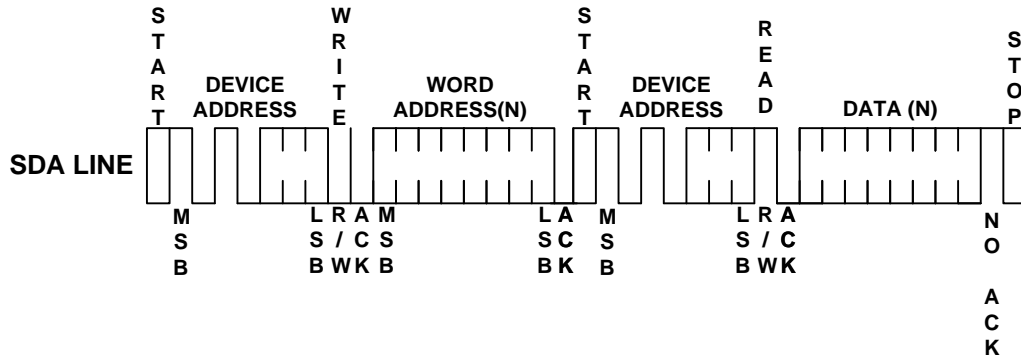 START
WRITE
START
READ
STOP
DEVICE
ADDRESS
WORD
ADDRESS(N)
DEVICE
ADDRESS
DATA (N)
SDA LINE
MSB
LSB
R/W
ACK
MSB
LSB
ACK
MSB
LSB
R/W
ACK
NO ACK